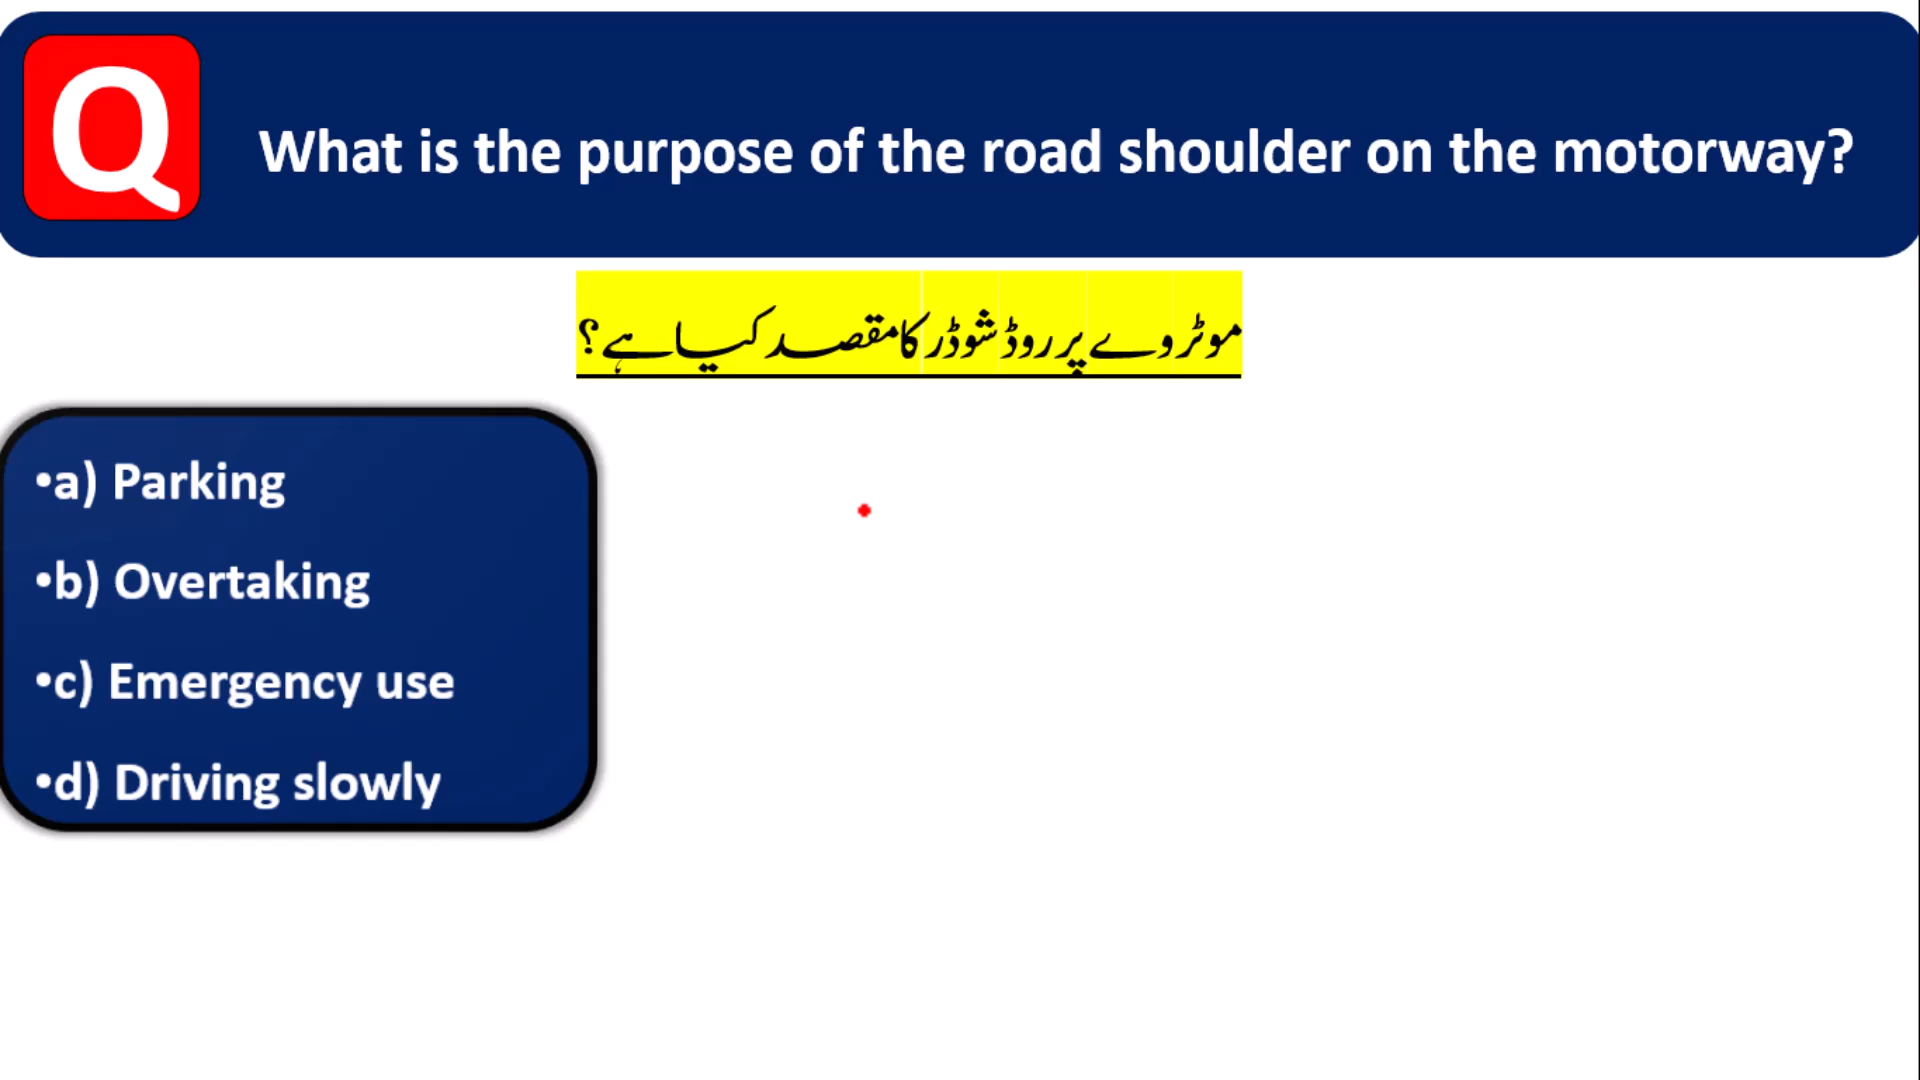 Q
What is the purpose of the road shoulder on the motorway?
موٹروے پر روڈ شوڈر کا مقصد کیا ہے؟
•a) Parking
•b) Overtaking
•c) Emergency use
•d) Driving slowly